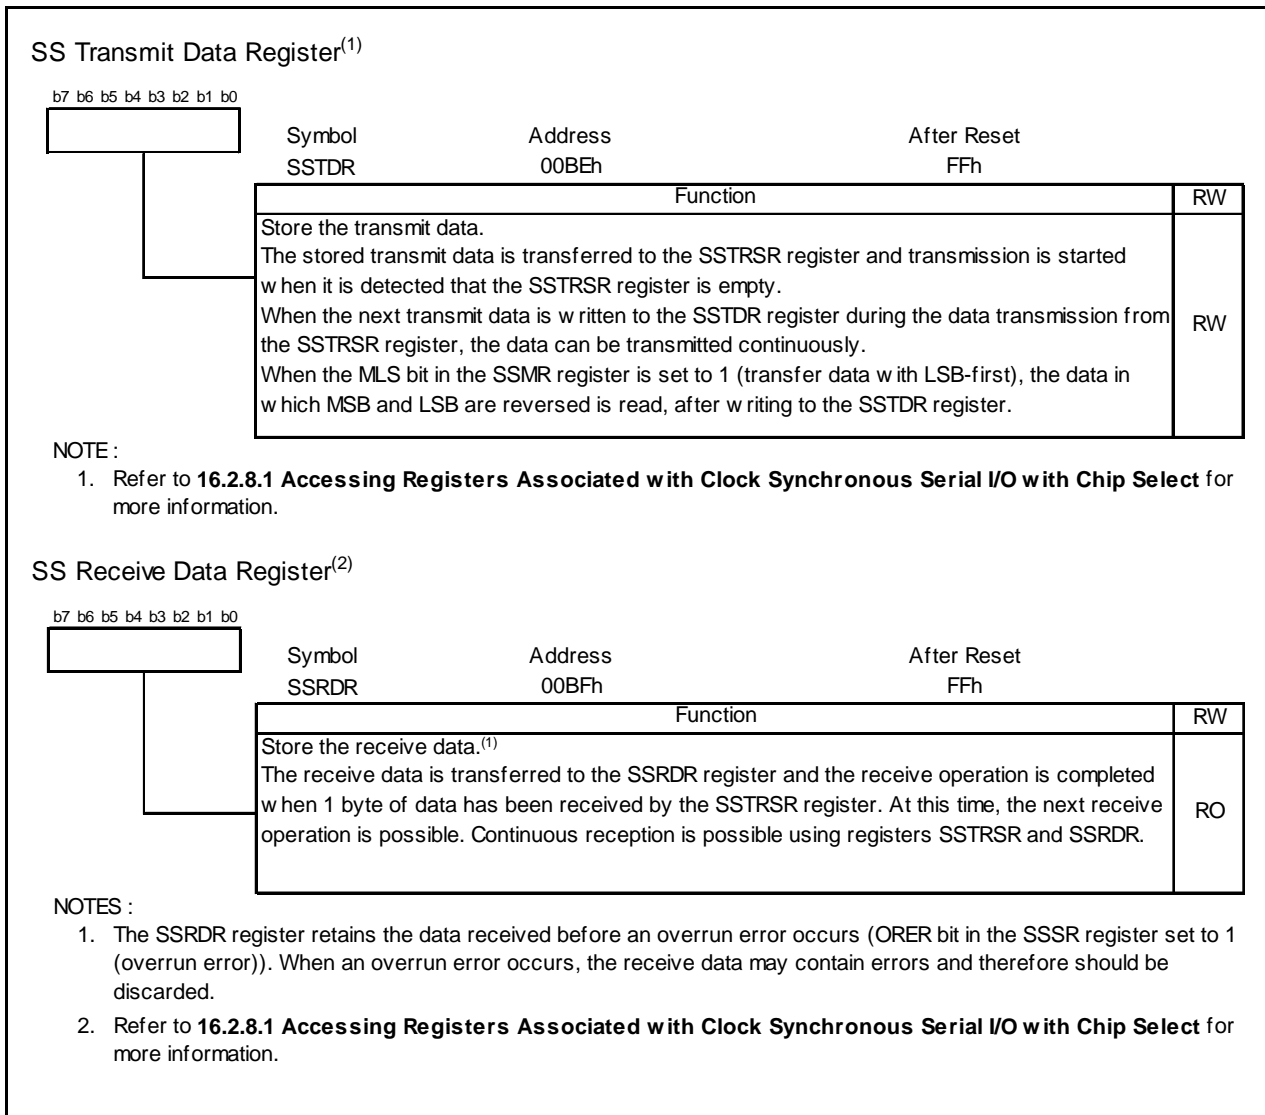 SS Transmit Data Register(1)
b7 b6 b5 b4 b3 b2 b1 b0
Symbol Address After Reset
SSTDR 00BEh FFh
Function RW
Store the transmit data.
The stored transmit data is transferred to the SSTRSR register and transmission is started
when it is detected that the SSTRSR register is empty.
When the next transmit data is written to the SSTDR register during the data transmission from
the SSTRSR register, the data can be transmitted continuously.
When the MLS bit in the SSMR register is set to 1 (transfer data with LSB-first), the data in
which MSB and LSB are reversed is read, after writing to the SSTDR register.
RW
NOTE :
1. Refer to 16.2.8.1 Accessing Registers Associated with Clock Synchronous Serial I/O with Chip Select for
more information.
SS Receive Data Register(2)
b7 b6 b5 b4 b3 b2 b1 b0
Symbol Address After Reset
SSRDR 00BFh FFh
Function RW
Store the receive data.(1)
The receive data is transferred to the SSRDR register and the receive operation is completed
when 1 byte of data has been received by the SSTRSR register. At this time, the next receive
operation is possible. Continuous reception is possible using registers SSTRSR and SSRDR.
RO
NOTES :
1. The SSRDR register retains the data received before an overrun error occurs (ORER bit in the SSSR register set to 1
(overrun error)). When an overrun error occurs, the receive data may contain errors and therefore should be
discarded.
2. Refer to 16.2.8.1 Accessing Registers Associated with Clock Synchronous Serial I/O with Chip Select for
more information.